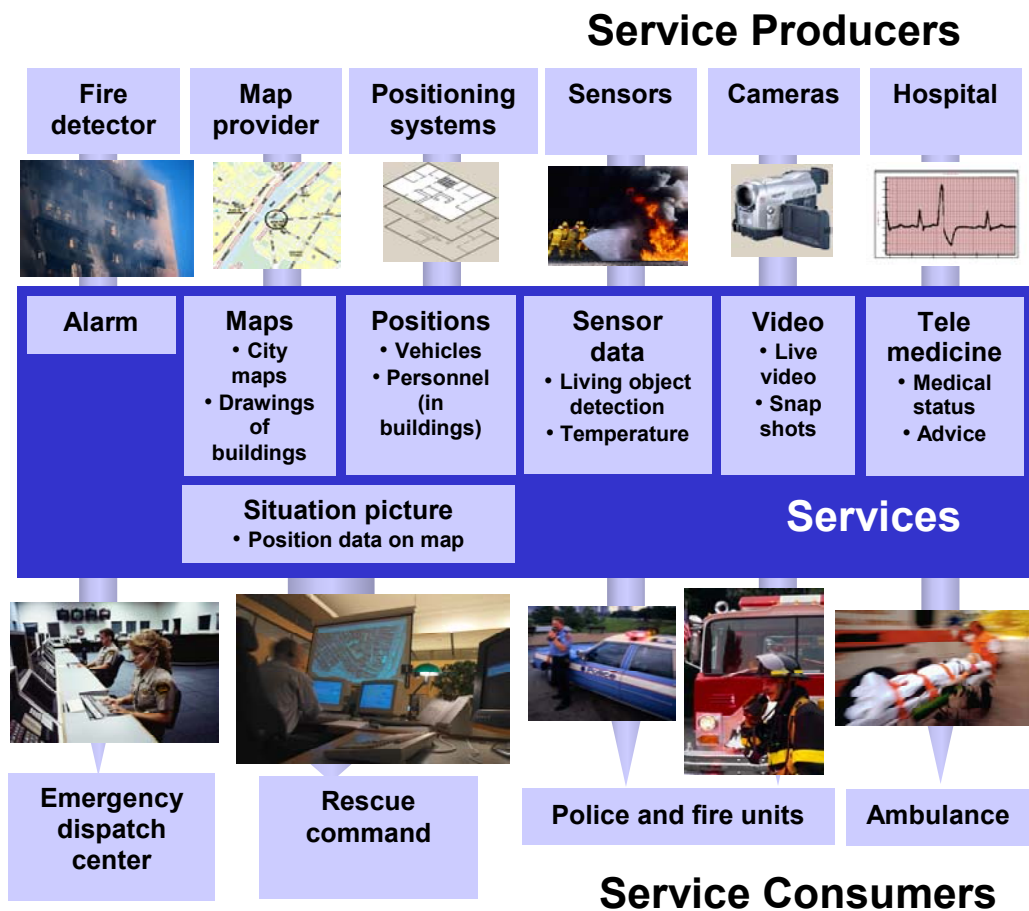 Service Producers
Fire
detector
Map
provider
Positioning
systems
Sensors
Cameras
Hospital
Alarm
Maps
• City
maps
• Drawings
of
buildings
Positions
• Vehicles
• Personnel
(in
buildings)
Sensor
data
• Living object
detection
• Temperature
Video
• Live
video
• Snap
shots
Tele
medicine
• Medical
status
• Advice
Situation picture
• Position data on map
Services
Emergency
dispatch
center
Rescue
command
Police and fire units
Ambulance
Service Consumers